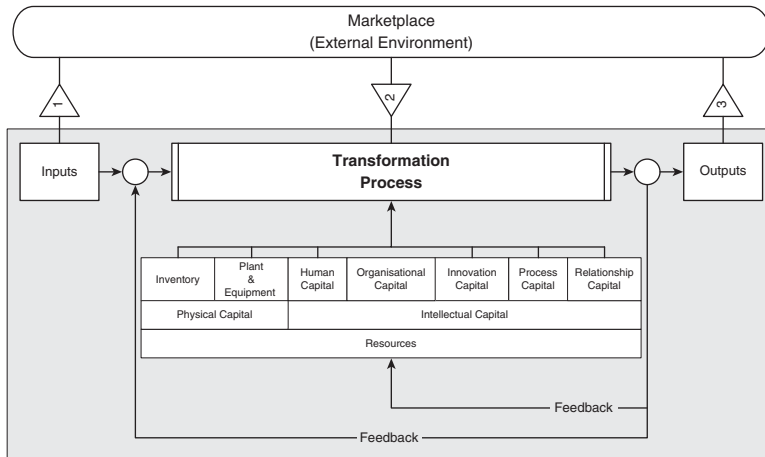 Marketplace
(External Environment)
1
2
3
Inputs
Transformation
Process
Outputs
Inventory
Plant
&
Equipment
Human
Capital
Organisational
Capital
Innovation
Capital
Process
Capital
Relationship
Capital
Physical Capital
Intellectual Capital
Resources
Feedback
Feedback